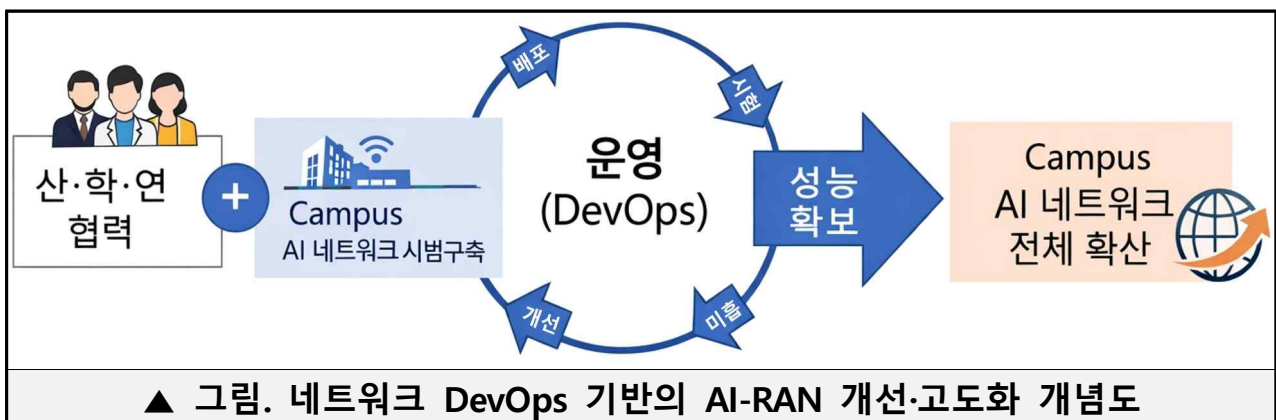 산·학·연
협력
+
Campus
AI 네트워크 시범구축
배포
시험
운영
(DevOps)
미흡
개선
성능
확보
Campus
AI 네트워크
전체 확산
▲ 그림. 네트워크 DevOps 기반의 AI-RAN 개선·고도화 개념도